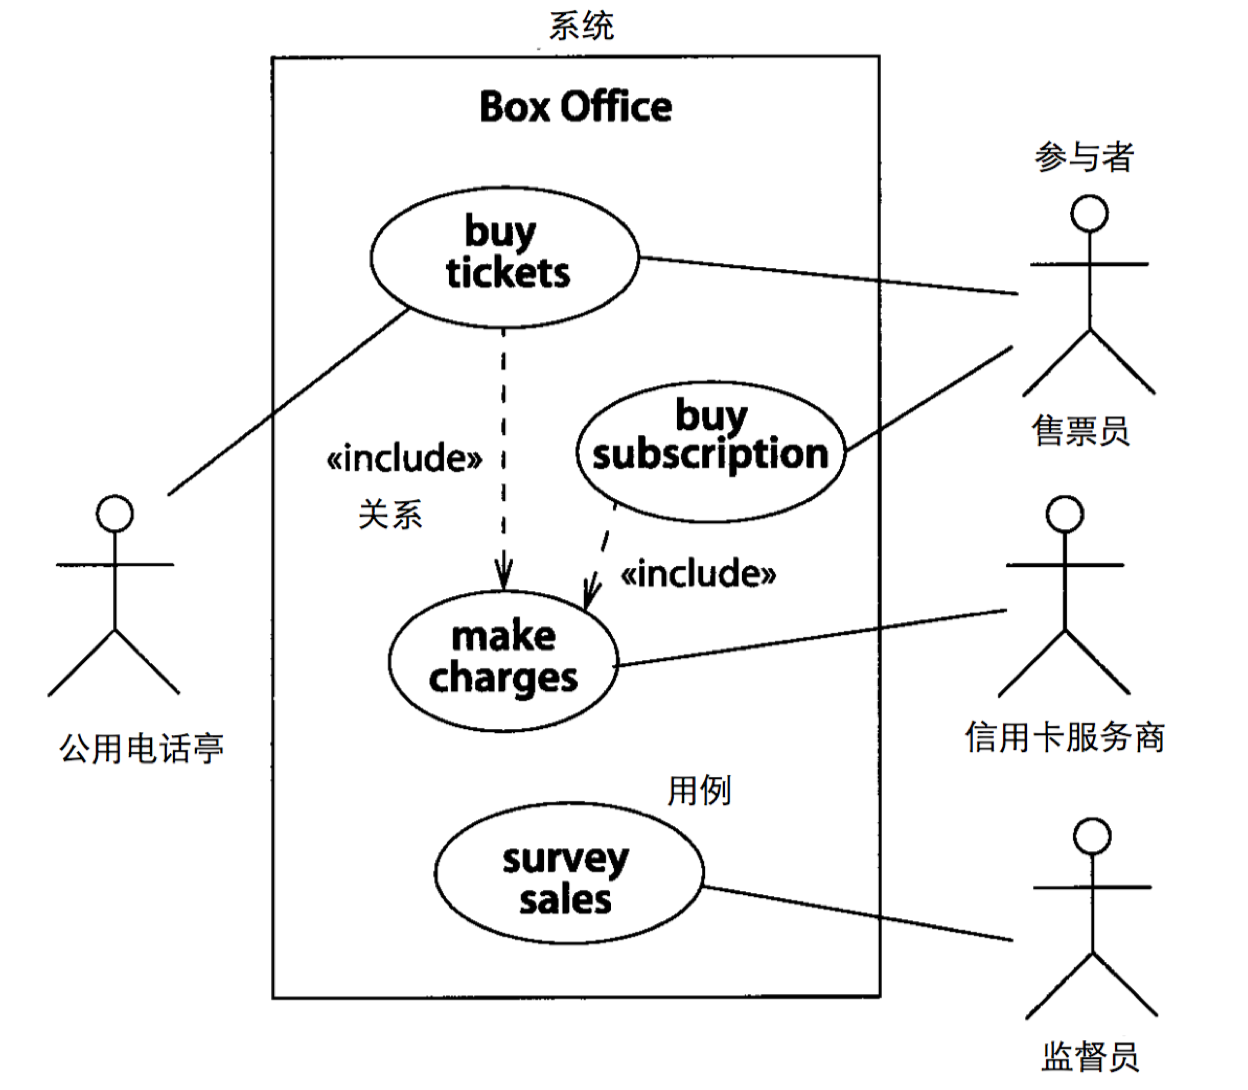 系统
Box Office
参与者
buy
tickets
buy
subscription
售票员
«include»
关系
«include»
make
charges
公用电话亭
信用卡服务商
用例
survey
sales
监督员